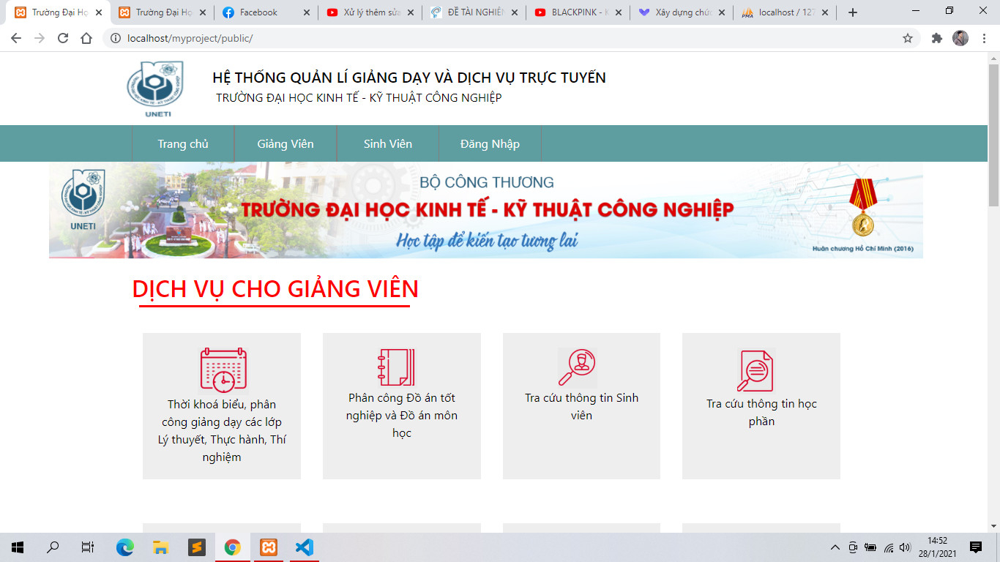 Trường Đại Họ
Trường Đại Họ
Facebook
Xử lý thêm sửa
ĐỀ TÀI NGHIÊN
BLACKPINK - K
Xây dựng chức
localhost / 127
localhost/myproject/public/
UNETI
HỆ THỐNG QUẢN LÍ GIẢNG DẠY VÀ DỊCH VỤ TRỰC TUYẾN
TRƯỜNG ĐẠI HỌC KINH TẾ - KỸ THUẬT CÔNG NGHIỆP
Trang chủ
Giảng Viên
Sinh Viên
Đăng Nhập
UNETI
BỘ CÔNG THƯƠNG
TRƯỜNG ĐẠI HỌC KINH TẾ - KỸ THUẬT CÔNG NGHIỆP
Học tập để kiến tạo tương lai
Huân chương Hồ Chí Minh (2016)
DỊCH VỤ CHO GIẢNG VIÊN
Thời khoá biểu, phân
công giảng dạy các lớp
Lý thuyết, Thực hành, Thí
nghiệm
Phân công Đồ án tốt
nghiệp và Đồ án môn
học
Tra cứu thông tin Sinh
viên
Tra cứu thông tin học
phần
14:52
28/1/2021